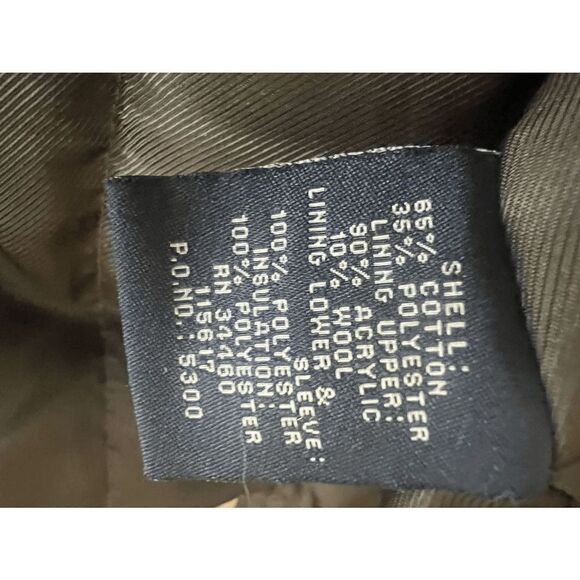 SHELL:
65% COTTON
35% POLYESTER
LINING UPPER:
90% ACRYLIC
10% WOOL
LINING LOWER &
SLEEVE:
100% POLYESTER
INSULATION:
100% POLYESTER
RN 34460
115617
P.O.NO.: 5300